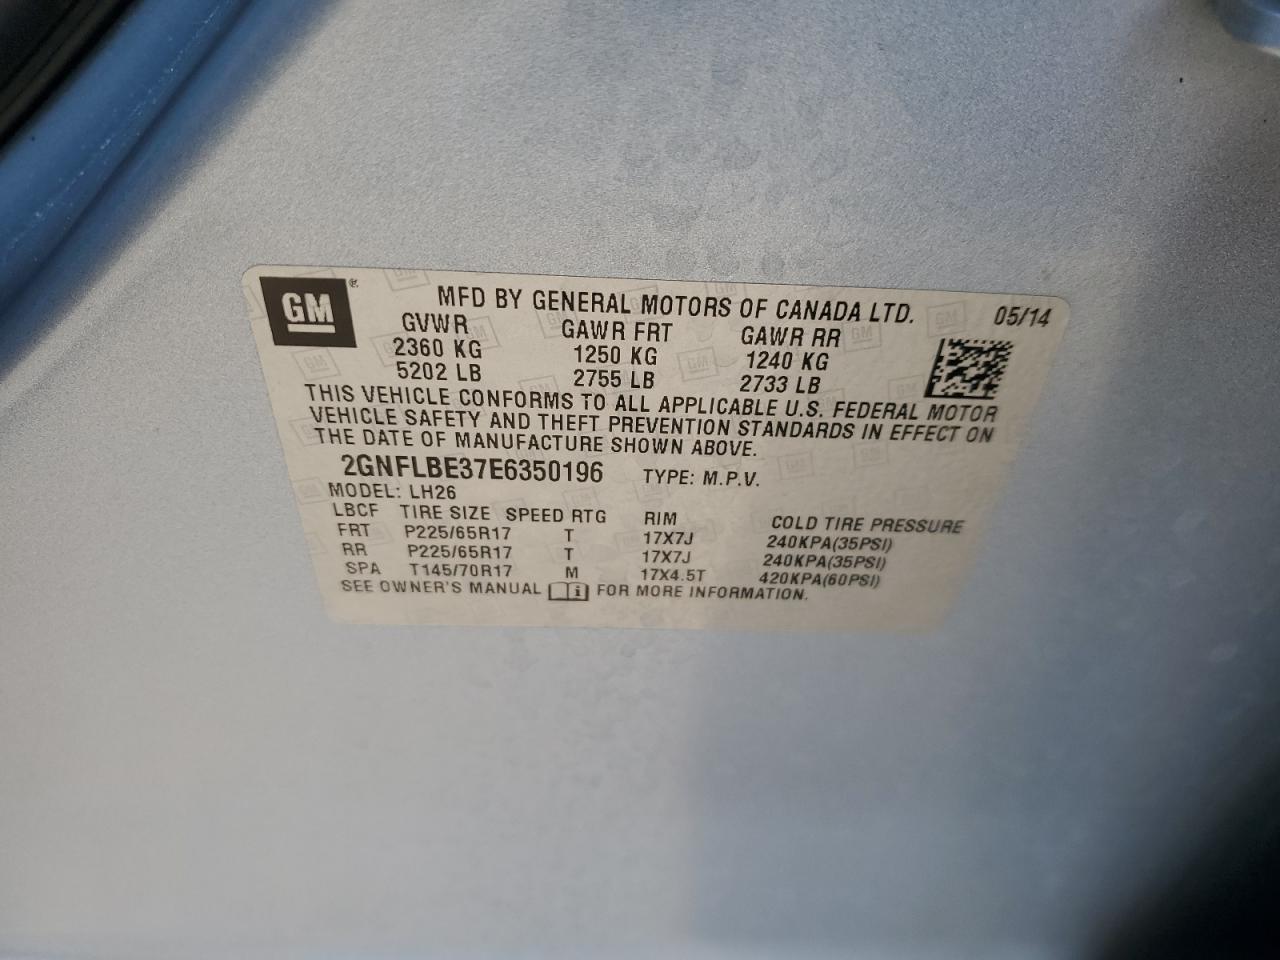 GM® MFD BY GENERAL MOTORS OF CANADA LTD. 05/14
GVWR GAWR FRT GAWR RR
2360 KG 1250 KG 1240 KG
5202 LB 2755 LB 2733 LB
THIS VEHICLE CONFORMS TO ALL APPLICABLE U.S. FEDERAL MOTOR
VEHICLE SAFETY AND THEFT PREVENTION STANDARDS IN EFFECT ON
THE DATE OF MANUFACTURE SHOWN ABOVE.
2GNFLBE37E6350196 TYPE: M.P.V.
MODEL: LH26
LBCF TIRE SIZE SPEED RTG RIM COLD TIRE PRESSURE
FRT P225/65R17 T 17X7J 240KPA(35PSI)
RR P225/65R17 T 17X7J 240KPA(35PSI)
SPA T145/70R17 M 17X4.5T 420KPA(60PSI)
SEE OWNER'S MANUAL FOR MORE INFORMATION.